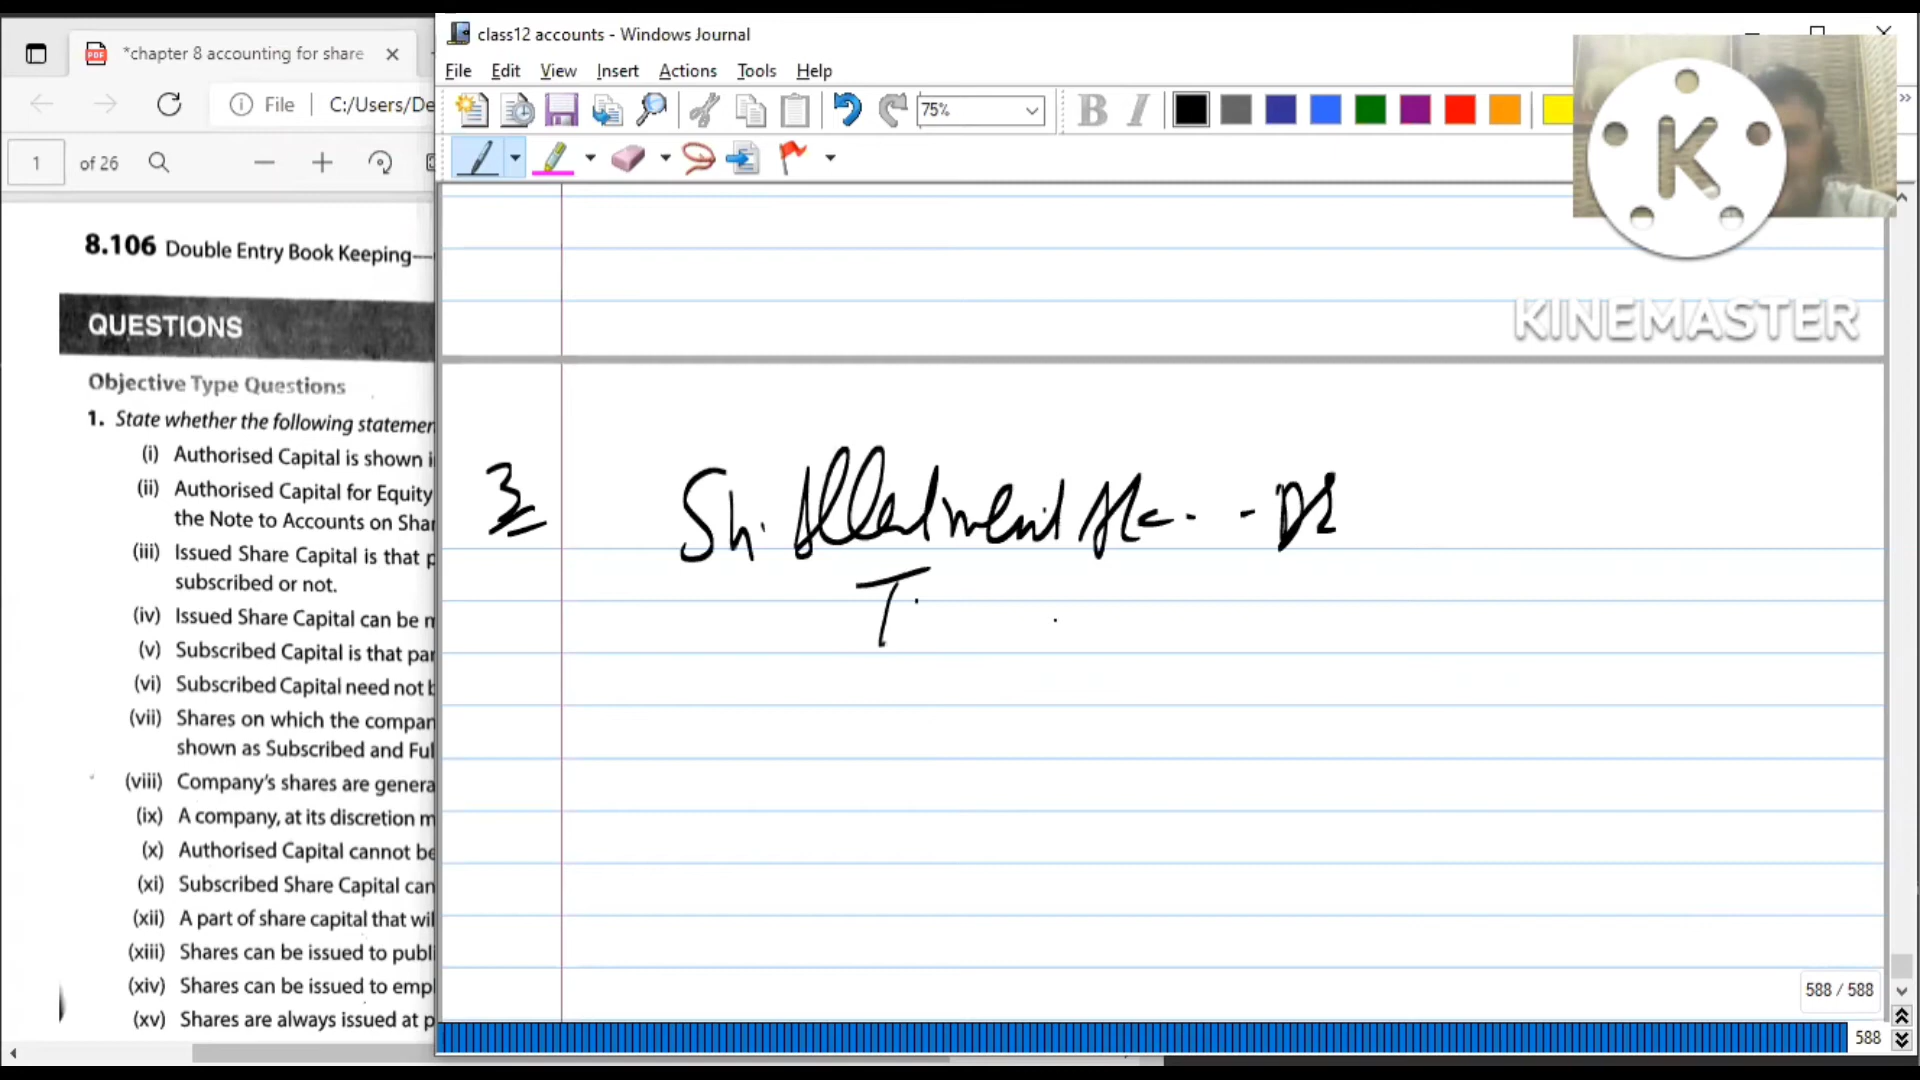 *chapter 8 accounting for share
class12 accounts - Windows Journal
File Edit View Insert Actions Tools Help
File C:/Users/De
75%
B I
1 of 26
K
KINEMASTER
8.106 Double Entry Book Keeping—
QUESTIONS
Objective Type Questions
1. State whether the following statemen
(i) Authorised Capital is shown i
(ii) Authorised Capital for Equity
the Note to Accounts on Shar
(iii) Issued Share Capital is that p
subscribed or not.
(iv) Issued Share Capital can be
(v) Subscribed Capital is that par
(vi) Subscribed Capital need not b
(vii) Shares on which the compan
shown as Subscribed and Ful
(viii) Company's shares are genera
(ix) A company, at its discretion m
(x) Authorised Capital cannot be
(xi) Subscribed Share Capital can
(xii) A part of share capital that wil
(xiii) Shares can be issued to publi
(xiv) Shares can be issued to emp
(xv) Shares are always issued at p
3 Sh. Allotment A/c - - DR
T
588 / 588
588